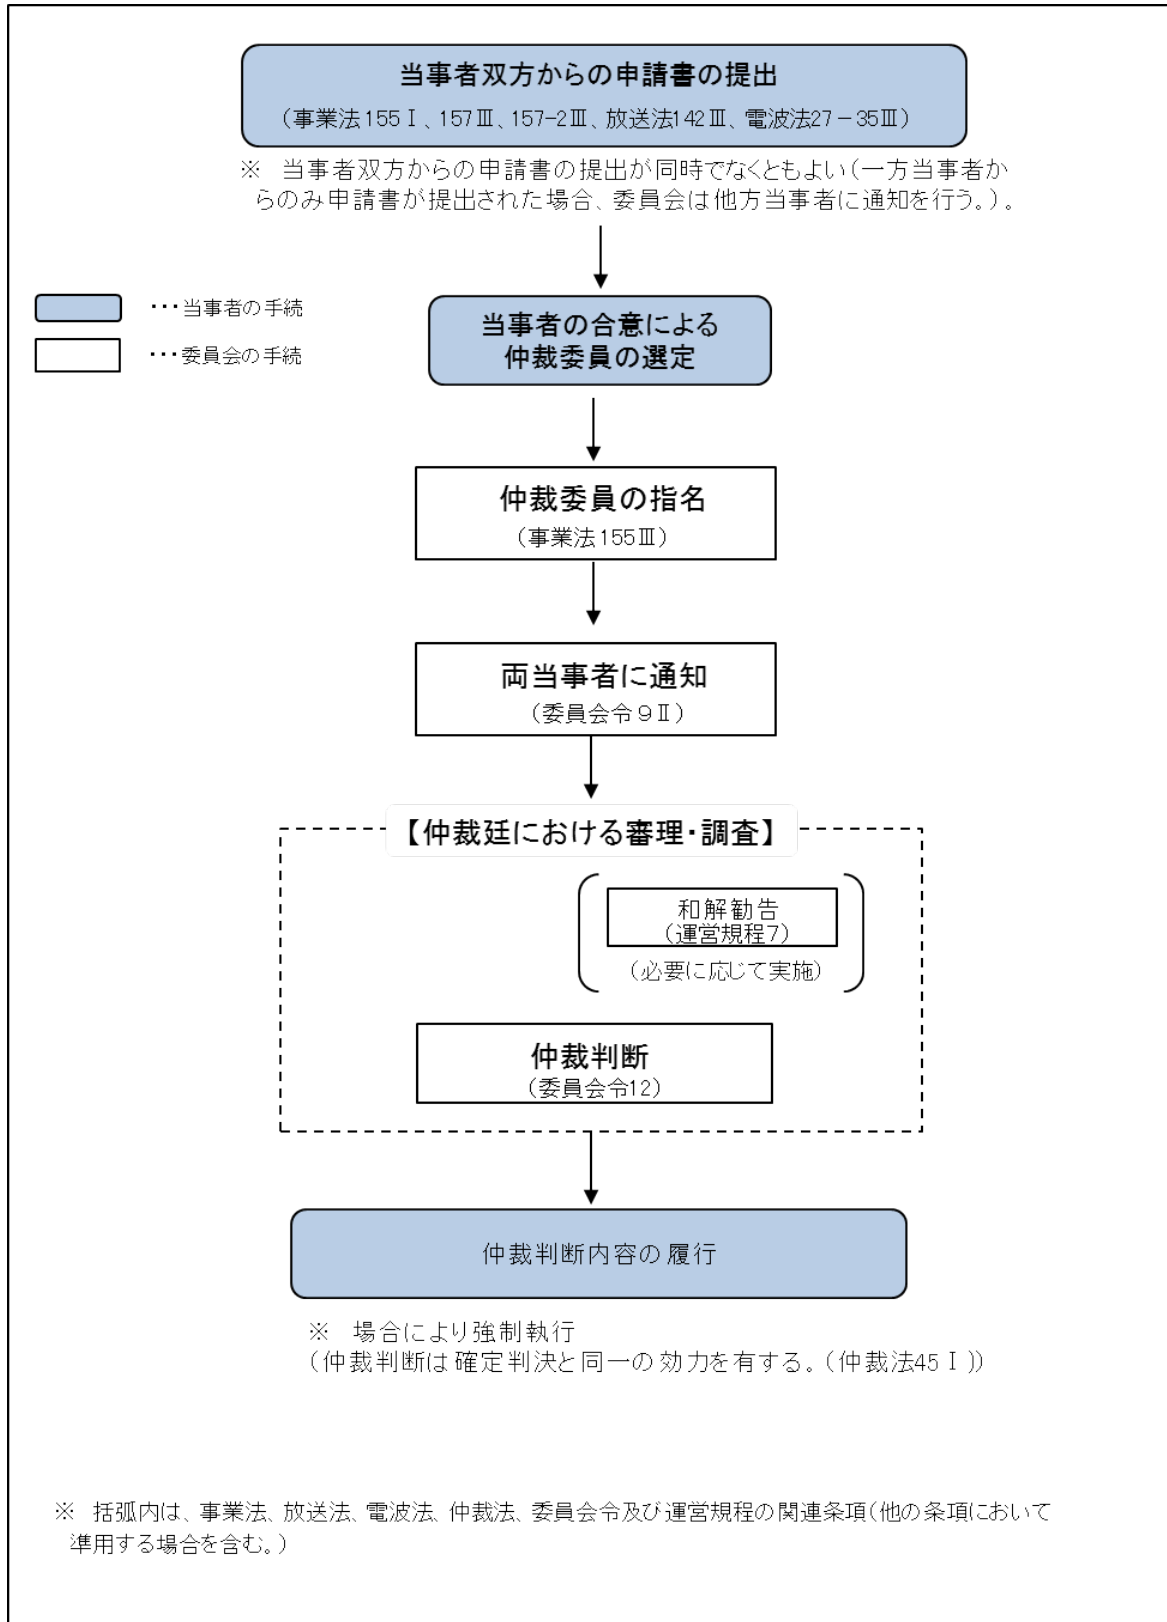 当事者双方からの申請書の提出
（事業法155Ⅰ、157Ⅲ、157-2Ⅲ、放送法142Ⅲ、電波法27－35Ⅲ）
※　当事者双方からの申請書の提出が同時でなくともよい（一方当事者か
らのみ申請書が提出された場合、委員会は他方当事者に通知を行う。）。
・・・当事者の手続
・・・委員会の手続
当事者の合意による
仲裁委員の選定
仲裁委員の指名
（事業法155Ⅲ）
両当事者に通知
（委員会令９Ⅱ）
【仲裁廷における審理・調査】
和解勧告
（運営規程7）
（必要に応じて実施）
仲裁判断
（委員会令12）
仲裁判断内容の履行
※　場合により強制執行
（仲裁判断は確定判決と同一の効力を有する。（仲裁法45Ⅰ））
※　括弧内は、事業法、放送法、電波法、仲裁法、委員会令及び運営規程の関連条項（他の条項において
準用する場合を含む。）